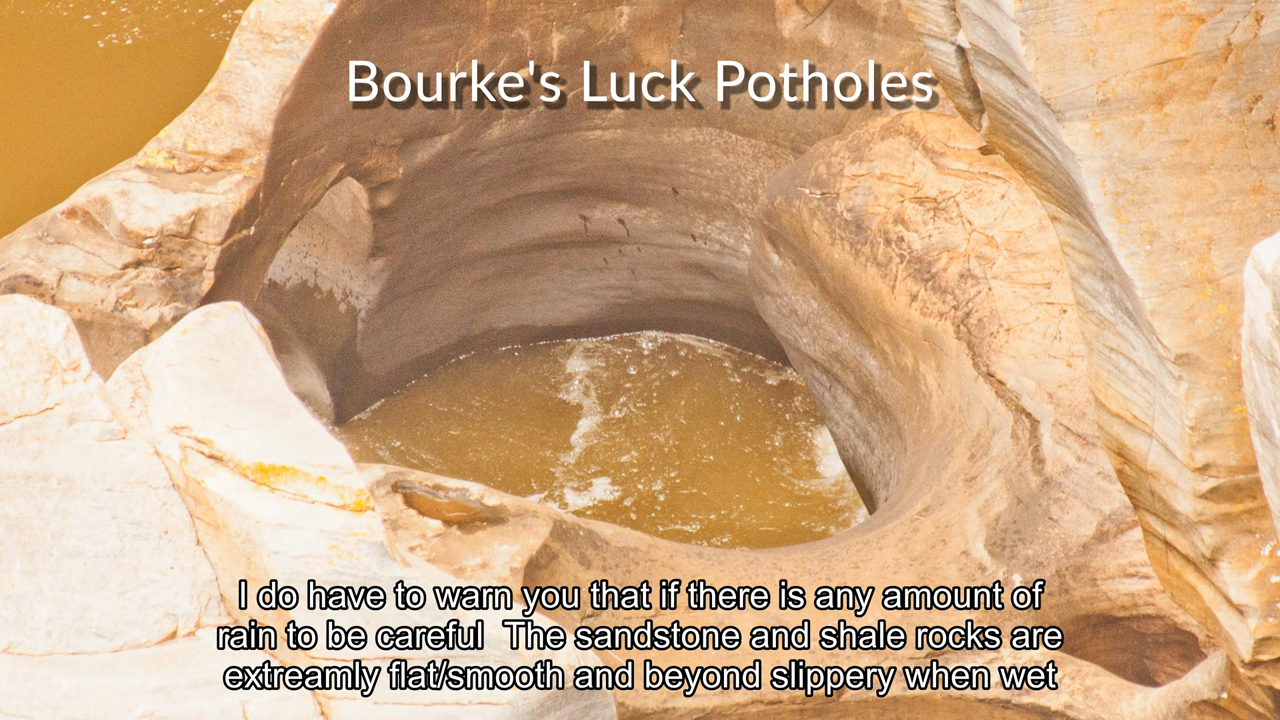 Bourke's Luck Potholes
I do have to warn you that if there is any amount of
rain to be careful  The sandstone and shale rocks are
extreamly flat/smooth and beyond slippery when wet